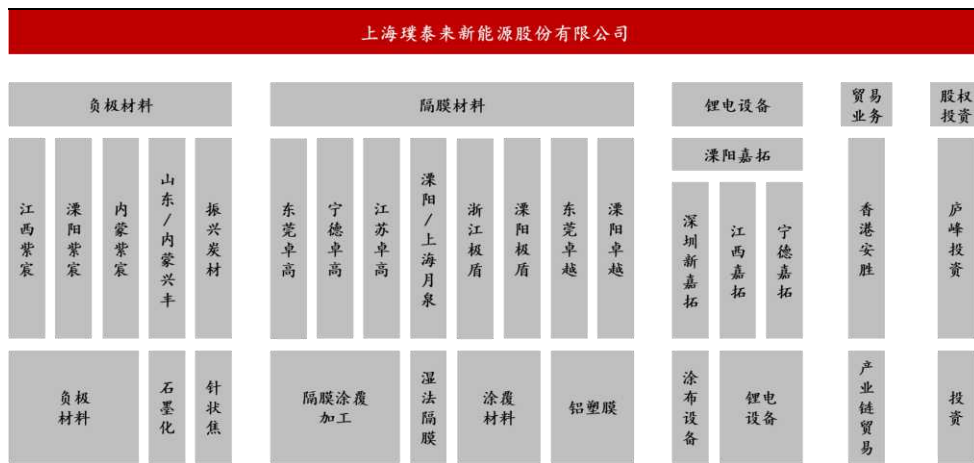 上海璞泰来新能源股份有限公司
负极材料
隔膜材料
锂电设备
贸易
业务
股权
投资
溧阳嘉拓
江西紫宸
溧阳紫宸
内蒙紫宸
山东/内蒙兴丰
振兴炭材
东莞卓高
宁德卓高
江苏卓高
溧阳/上海月泉
浙江极盾
溧阳极盾
东莞卓越
溧阳卓越
深圳新嘉拓
江西嘉拓
宁德嘉拓
香港安胜
庐峰投资
负极
材料
石墨化
针状焦
隔膜涂覆
加工
湿法隔膜
涂覆
材料
铝塑膜
涂布设备
锂电
设备
产业链贸易
投资